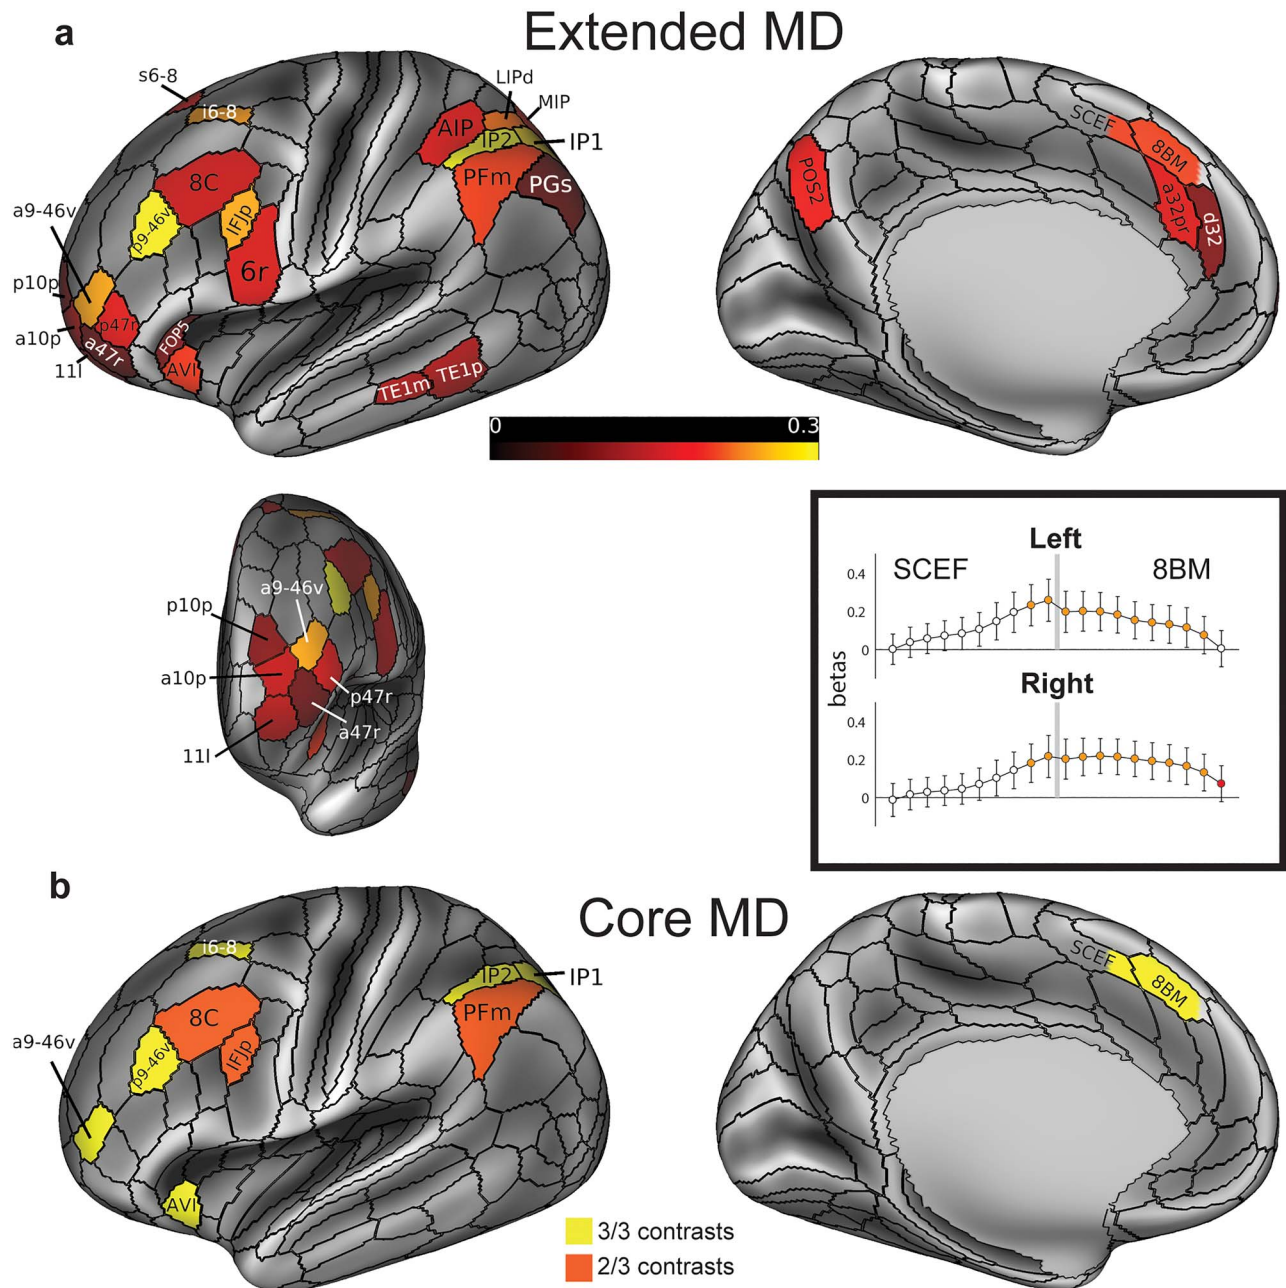 a
Extended MD
s6-8
i6-8
LIPd
MIP
AIP
IP2
IP1
8C
PFm
PGs
a9-46v
p9-46v
IFJp
6r
p10p
a10p
p47r
a47r
11l
FOP5
AVI
TE1m
TE1p
SCEF
8BM
POS2
a32pr
d32
0
0.3
a9-46v
p10p
a10p
p47r
a47r
11l
Left
SCEF
8BM
0.4
0.2
0
betas
Right
0.4
0.2
0
b
Core MD
i6-8
IP2
IP1
8C
PFm
a9-46v
p9-46v
IFJp
AVI
SCEF
8BM
3/3 contrasts
2/3 contrasts